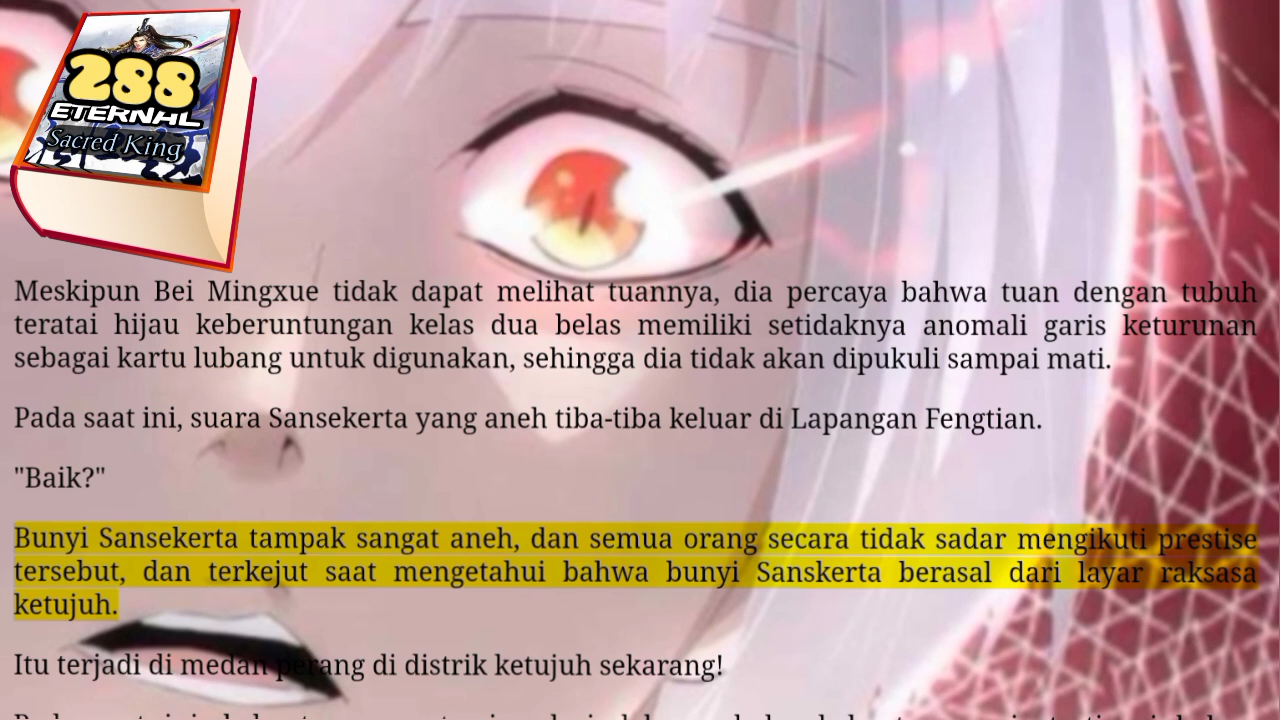 288
ETERNAL
Sacred King
Meskipun Bei Mingxue tidak dapat melihat tuannya, dia percaya bahwa tuan dengan tubuh
teratai hijau keberuntungan kelas dua belas memiliki setidaknya anomali garis keturunan
sebagai kartu lubang untuk digunakan, sehingga dia tidak akan dipukuli sampai mati.
Pada saat ini, suara Sansekerta yang aneh tiba-tiba keluar di Lapangan Fengtian.
"Baik?"
Bunyi Sansekerta tampak sangat aneh, dan semua orang secara tidak sadar mengikuti prestise
tersebut, dan terkejut saat mengetahui bahwa bunyi Sanskerta berasal dari layar raksasa
ketujuh.
Itu terjadi di medan perang di distrik ketujuh sekarang!